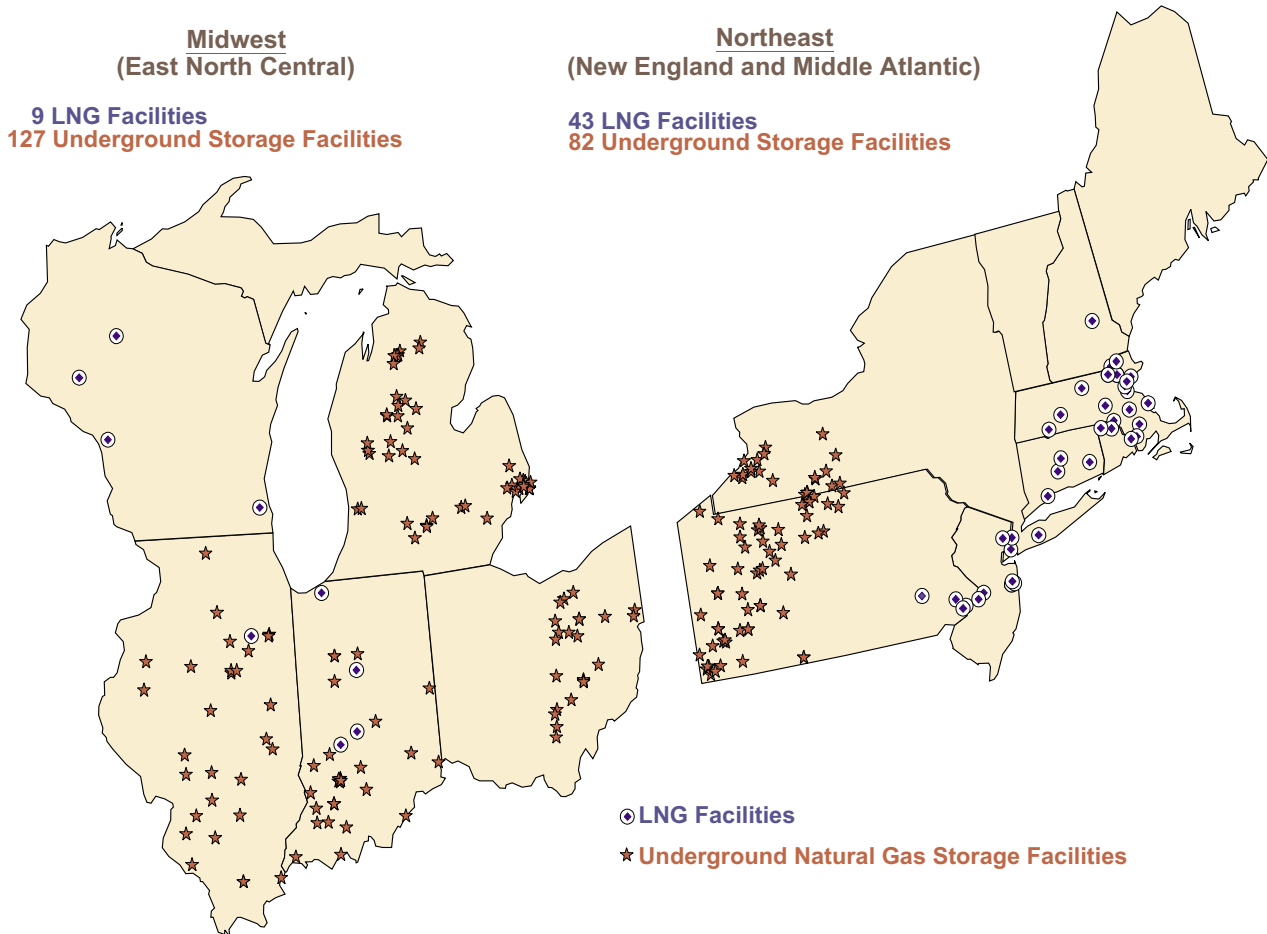 Midwest
(East North Central)
9 LNG Facilities
127 Underground Storage Facilities
Northeast
(New England and Middle Atlantic)
43 LNG Facilities
82 Underground Storage Facilities
LNG Facilities
Underground Natural Gas Storage Facilities